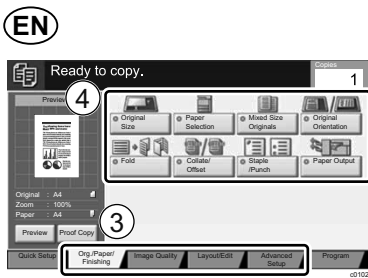 EN
Ready to copy.
Copies
1
Preview
4
Original
Size
Paper
Selection
Mixed Size
Originals
Original
Orientation
Fold
Collate/
Offset
Staple
/Punch
Paper Output
Original : A4
Zoom : 100%
Paper : A4
Preview
Proof Copy
3
Quick Setup
Org./Paper/
Finishing
Image Quality
Layout/Edit
Advanced
Setup
Program
c0102